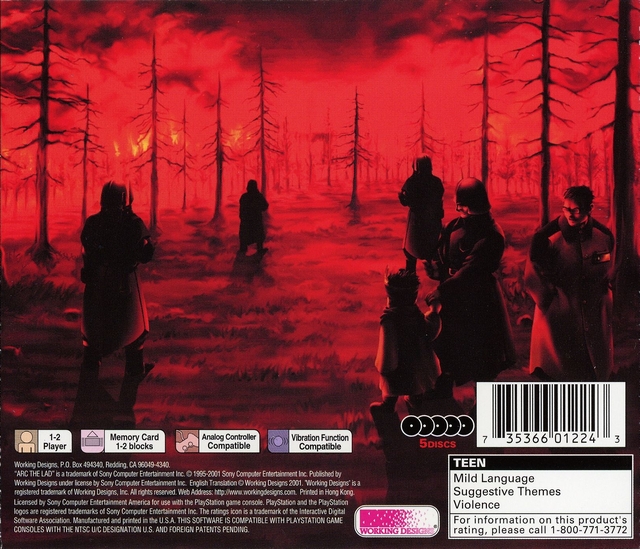 1-2
Player
Memory Card
1-2 blocks
Analog Controller
Compatible
Vibration Function
Compatible
5 DISCS
7 35366 01224 3
Working Designs, P.O. Box 494340, Redding, CA 96049-4340.
"ARC THE LAD" is a trademark of Sony Computer Entertainment Inc. © 1995-2001 Sony Computer Entertainment Inc. Published by
Working Designs under license by Sony Computer Entertainment Inc. English Translation © Working Designs 2001. 'Working Designs' is a
registered trademark of Working Designs, Inc. All rights reserved. Web Address: http://www.workingdesigns.com. Printed in Hong Kong.
Licensed by Sony Computer Entertainment America for use with the PlayStation game console. PlayStation and the PlayStation
logos are registered trademarks of Sony Computer Entertainment Inc. The ratings icon is a trademark of the Interactive Digital
Software Association. Manufactured and printed in the U.S.A. THIS SOFTWARE IS COMPATIBLE WITH PLAYSTATION GAME
CONSOLES WITH THE NTSC U/C DESIGNATION U.S. AND FOREIGN PATENTS PENDING.
WORKING DESIGNS
TEEN
Mild Language
Suggestive Themes
Violence
For information on this product's
rating, please call 1-800-771-3772